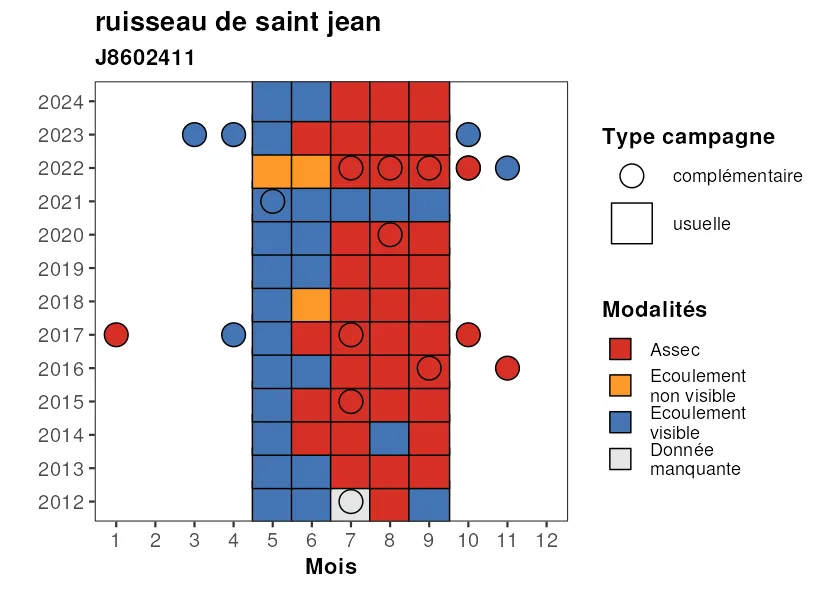 ruisseau de saint jean
J8602411
2024
2023
2022
2021
2020
2019
2018
2017
2016
2015
2014
2013
2012
1 2 3 4 5 6 7 8 9 10 11 12
Mois
Type campagne
complémentaire
usuelle
Modalités
Assec
Ecoulement
non visible
Ecoulement
visible
Donnée
manquante